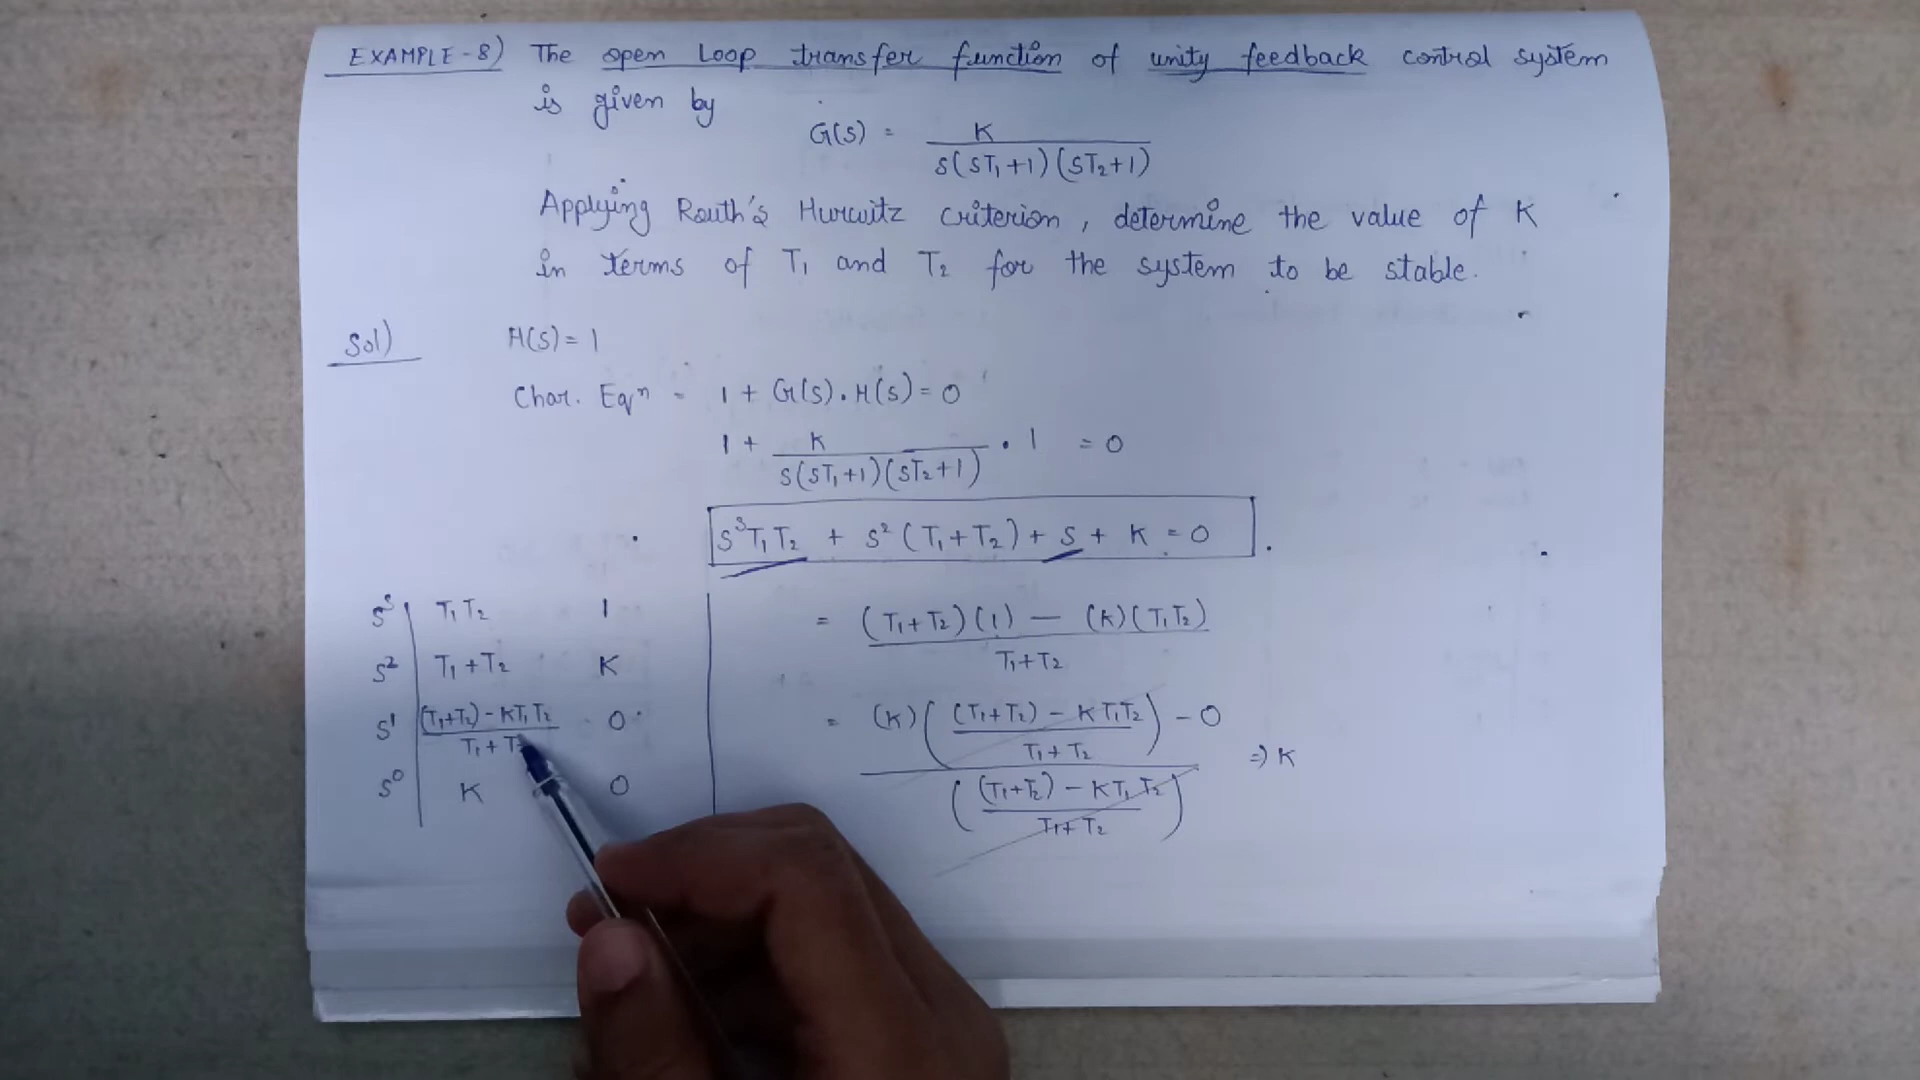 EXAMPLE-8) The open Loop transfer function of unity feedback control system
is given by
G(s) = K / s(sT₁+1)(sT₂+1)
Applying Routh's Hurwitz criterion, determine the value of K
in terms of T₁ and T₂ for the system to be stable.
Sol) H(s) = 1
Char. Eqⁿ = 1 + G(s).H(s) = 0
1 + K / s(sT₁+1)(sT₂+1) . 1 = 0
s³T₁T₂ + s²(T₁+T₂) + s + K = 0
s³ T₁T₂ 1
s² T₁+T₂ K
s¹ (T₁+T₂)-KT₁T₂ / T₁+T₂ 0
s⁰ K 0
= (T₁+T₂)(1) - (K)(T₁T₂) / T₁+T₂
= (K)((T₁+T₂) - KT₁T₂ / T₁+T₂) - 0 / ((T₁+T₂) - KT₁T₂ / T₁+T₂) => K